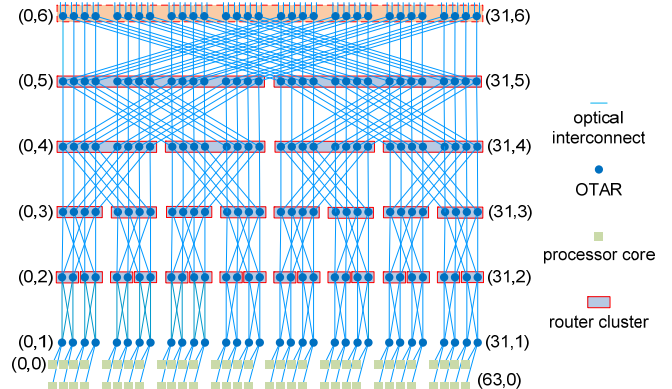 (0,6)
(31,6)
(0,5)
(31,5)
(0,4)
(31,4)
(0,3)
(31,3)
(0,2)
(31,2)
(0,1)
(31,1)
(0,0)
(63,0)
optical
interconnect
OTAR
processor core
router cluster